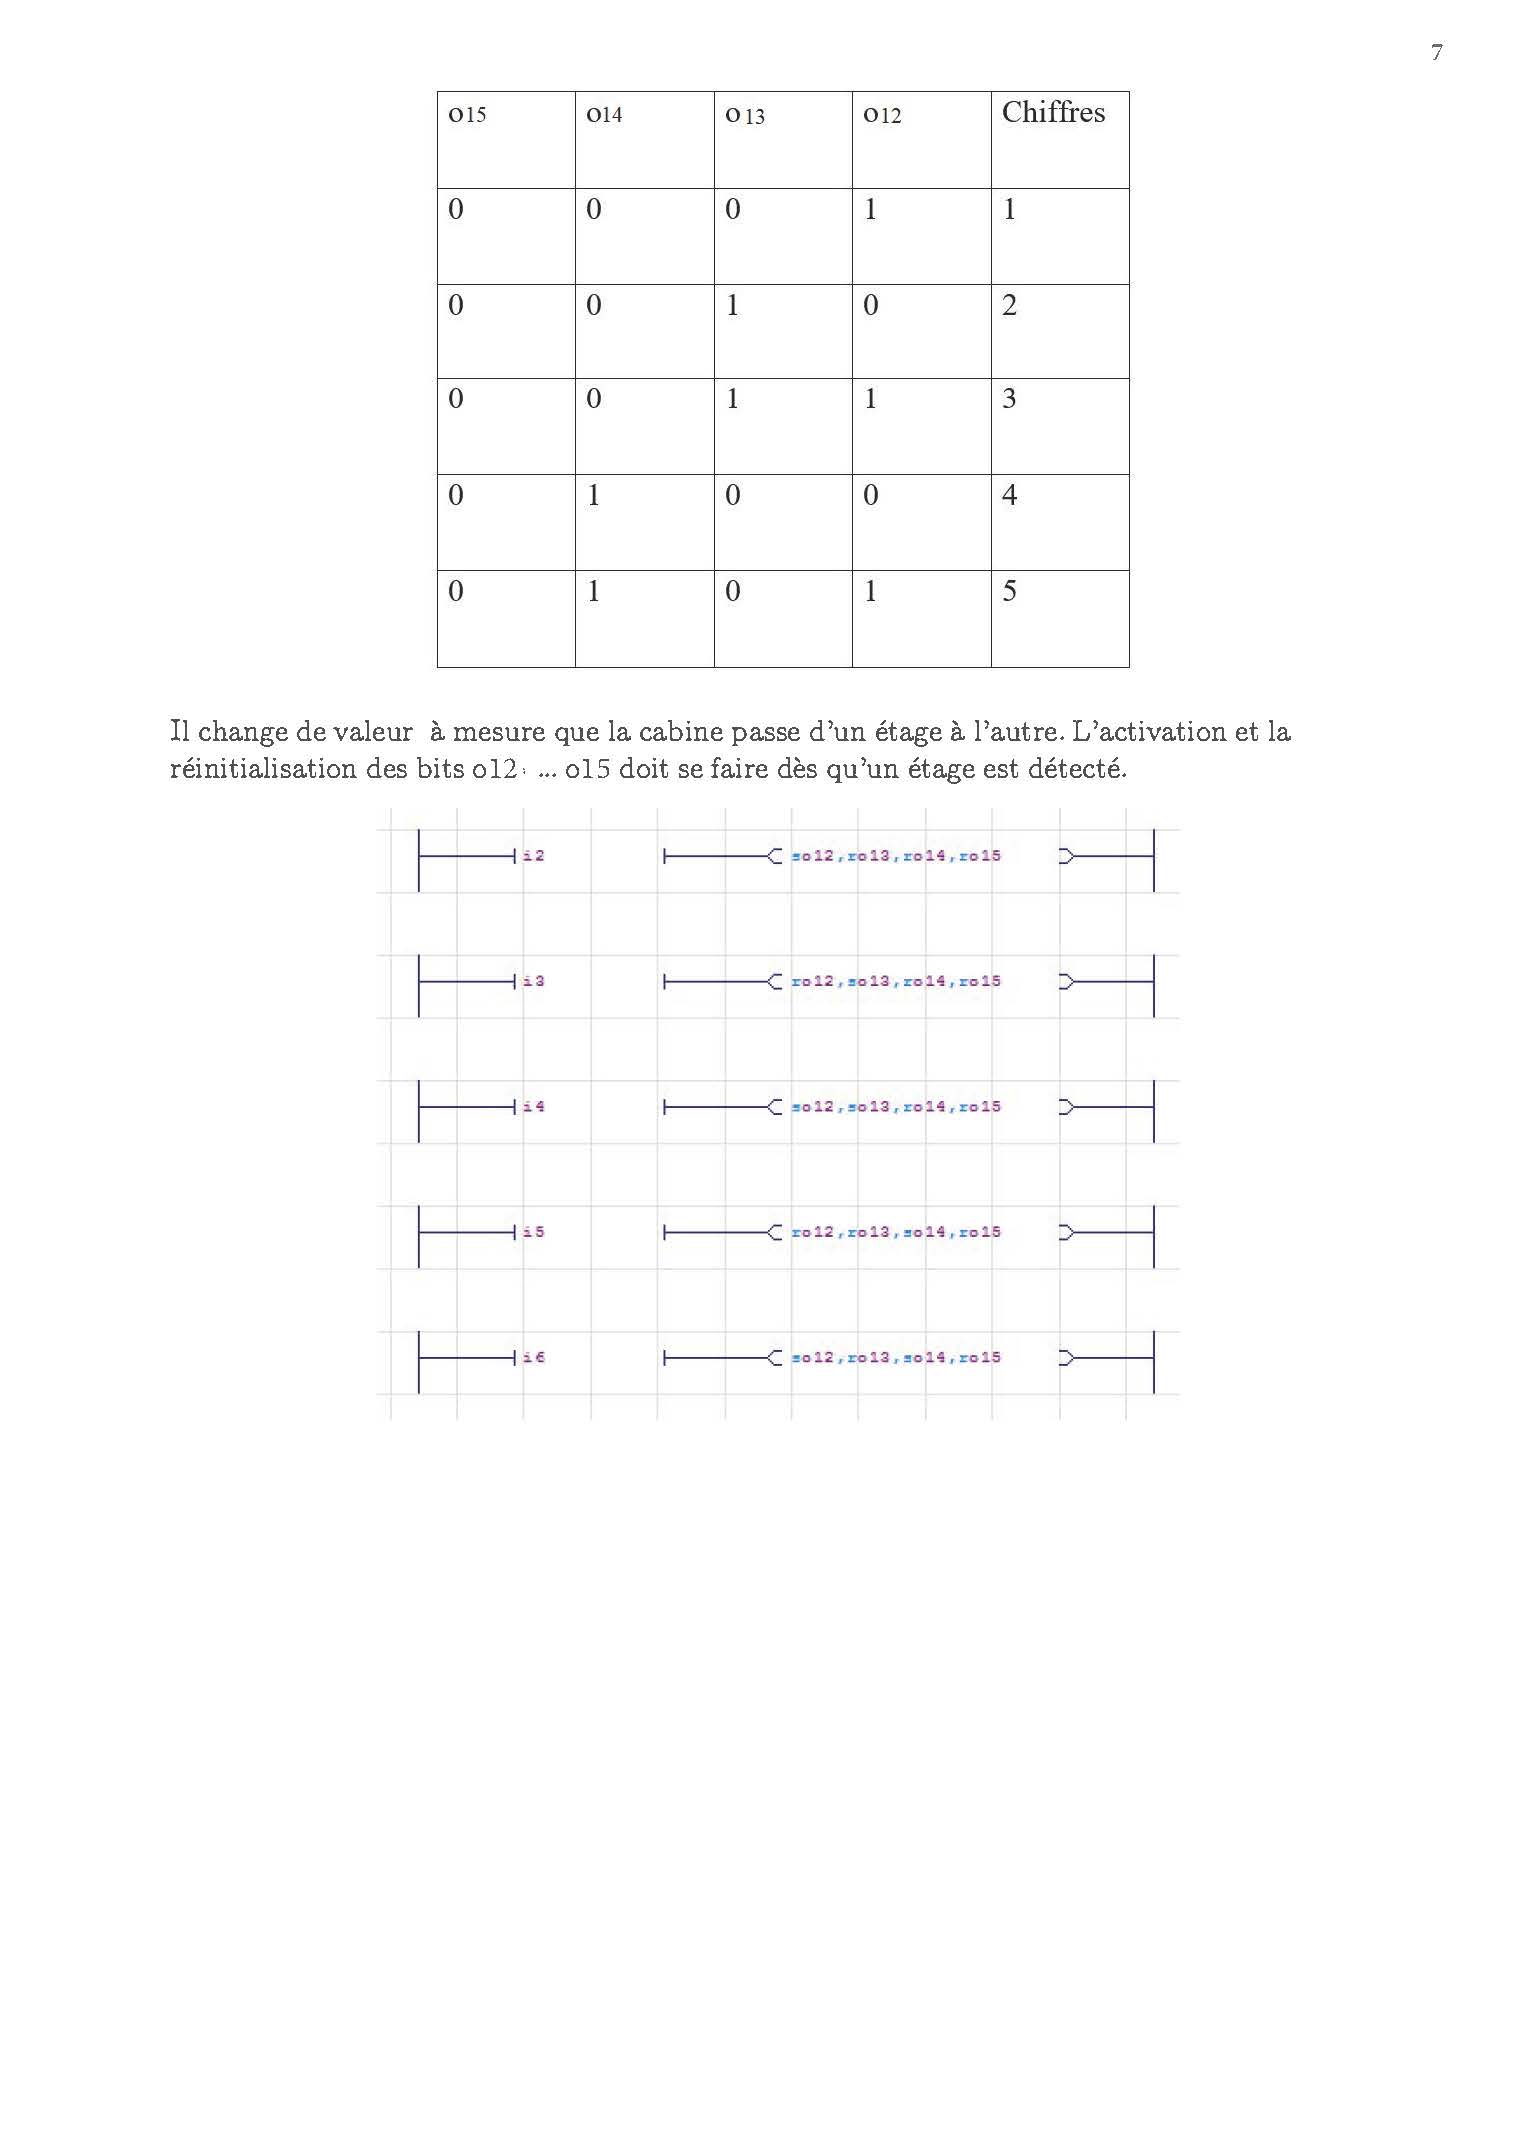 7
o15 o14 o13 o12 Chiffres
0 0 0 1 1
0 0 1 0 2
0 0 1 1 3
0 1 0 0 4
0 1 0 1 5
Il change de valeur à mesure que la cabine passe d'un étage à l'autre. L'activation et la
réinitialisation des bits o12, ... o15 doit se faire dès qu'un étage est détecté.
i2 so12,ro13,ro14,ro15
i3 ro12,so13,ro14,ro15
i4 so12,so13,ro14,ro15
i5 ro12,ro13,so14,ro15
i6 so12,ro13,so14,ro15